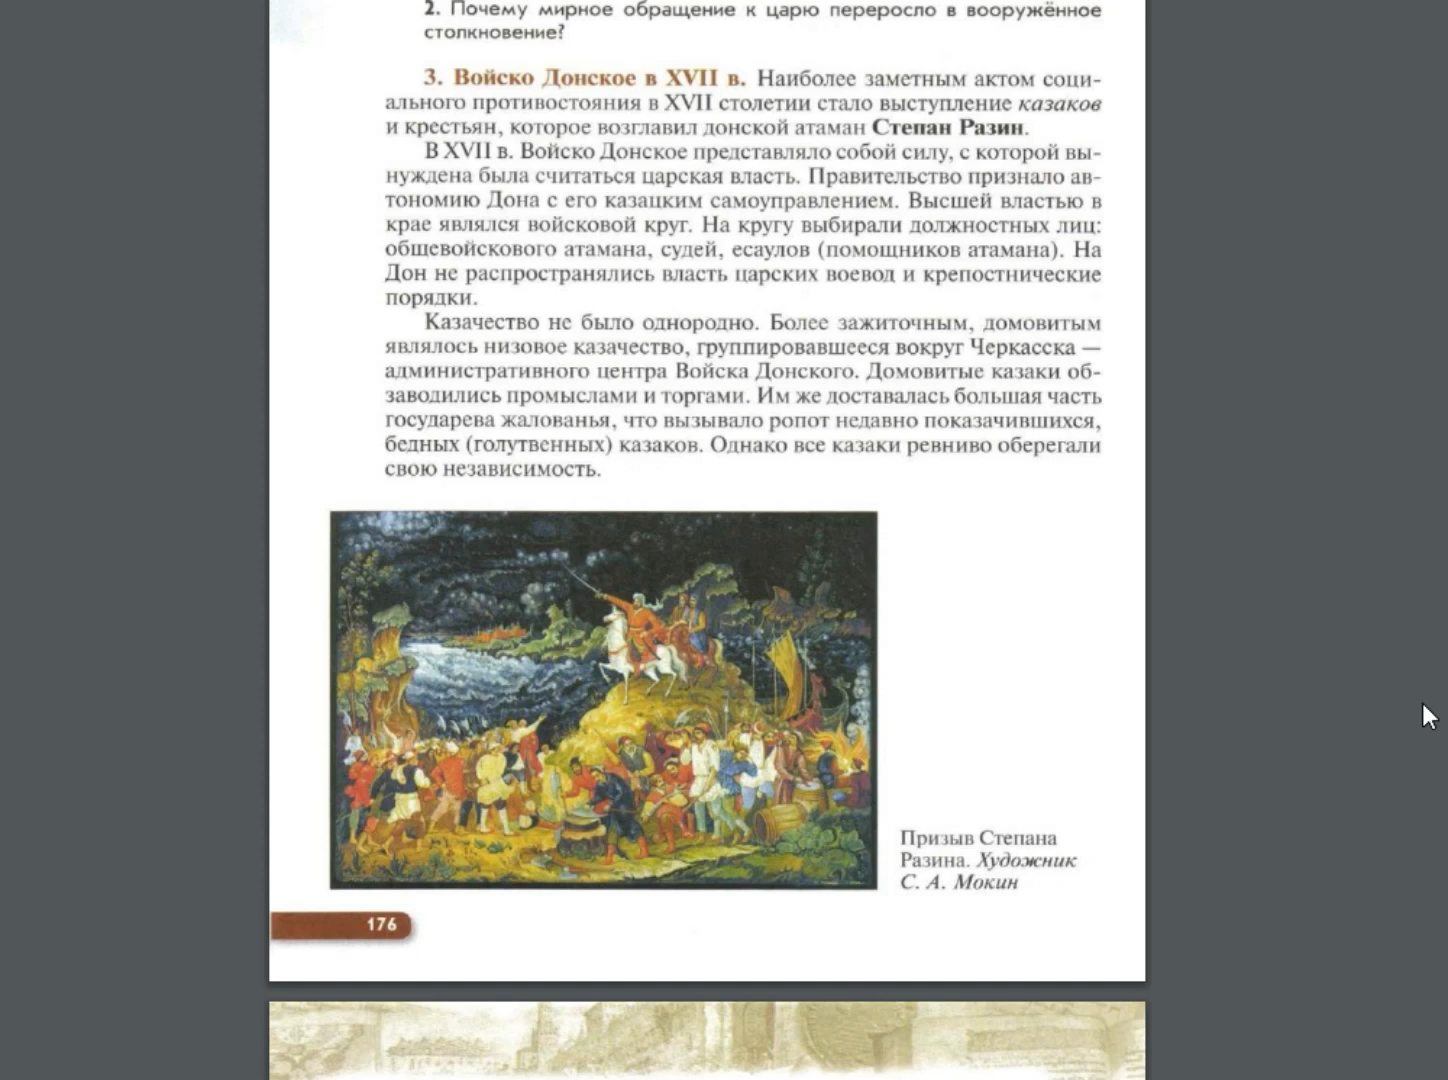 2. Почему мирное обращение к царю переросло в вооружённое
столкновение?
3. Войско Донское в XVII в. Наиболее заметным актом соци-
ального противостояния в XVII столетии стало выступление казаков
и крестьян, которое возглавил донской атаман Степан Разин.
В XVII в. Войско Донское представляло собой силу, с которой вы-
нуждена была считаться царская власть. Правительство признало ав-
тономию Дона с его казацким самоуправлением. Высшей властью в
крае являлся войсковой круг. На кругу выбирали должностных лиц:
общевойскового атамана, судей, есаулов (помощников атамана). На
Дон не распространялись власть царских воевод и крепостнические
порядки.
Казачество не было однородно. Более зажиточным, домовитым
являлось низовое казачество, группировавшееся вокруг Черкасска —
административного центра Войска Донского. Домовитые казаки об-
заводились промыслами и торгами. Им же доставалась большая часть
государева жалованья, что вызывало ропот недавно показачившихся,
бедных (голутвенных) казаков. Однако все казаки ревниво оберегали
свою независимость.
Призыв Степана
Разина. Художник
С. А. Мокин
176